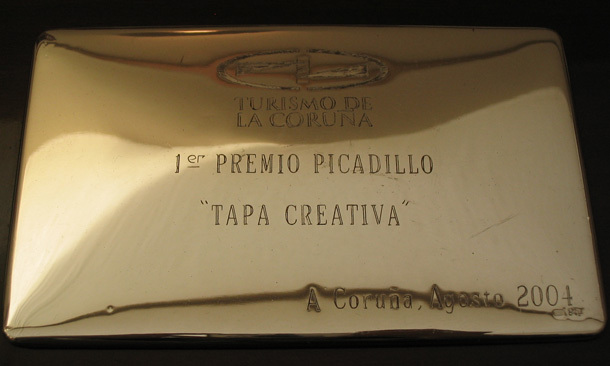 TURISMO DE
LA CORUÑA
1er PREMIO PICADILLO
"TAPA CREATIVA"
A Coruña, Agosto 2004